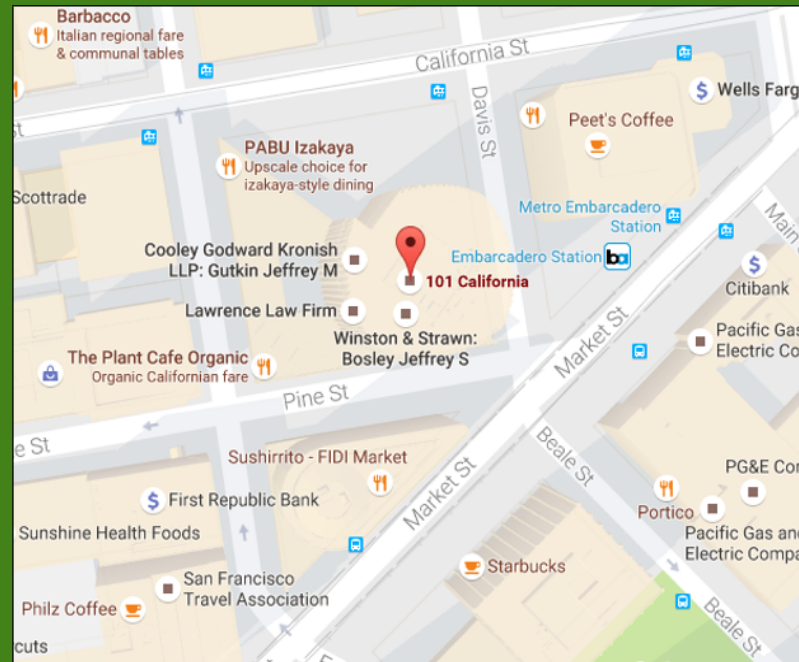 Barbacco
Italian regional fare
& communal tables
California St
Wells Farg
Davis St
Peet's Coffee
PABU Izakaya
Upscale choice for
izakaya-style dining
Scottrade
Metro Embarcadero
Station
Main
Cooley Godward Kronish
LLP: Gutkin Jeffrey M
Embarcadero Station
ba
101 California
Citibank
Lawrence Law Firm
Winston & Strawn:
Bosley Jeffrey S
Market St
Pacific Gas
Electric Co
The Plant Cafe Organic
Organic Californian fare
Pine St
e St
Sushirrito - FIDI Market
Beale St
Market St
PG&E Cor
First Republic Bank
Portico
Sunshine Health Foods
Pacific Gas and
Electric Compa
Starbucks
San Francisco
Travel Association
Philz Coffee
Beale St
cuts